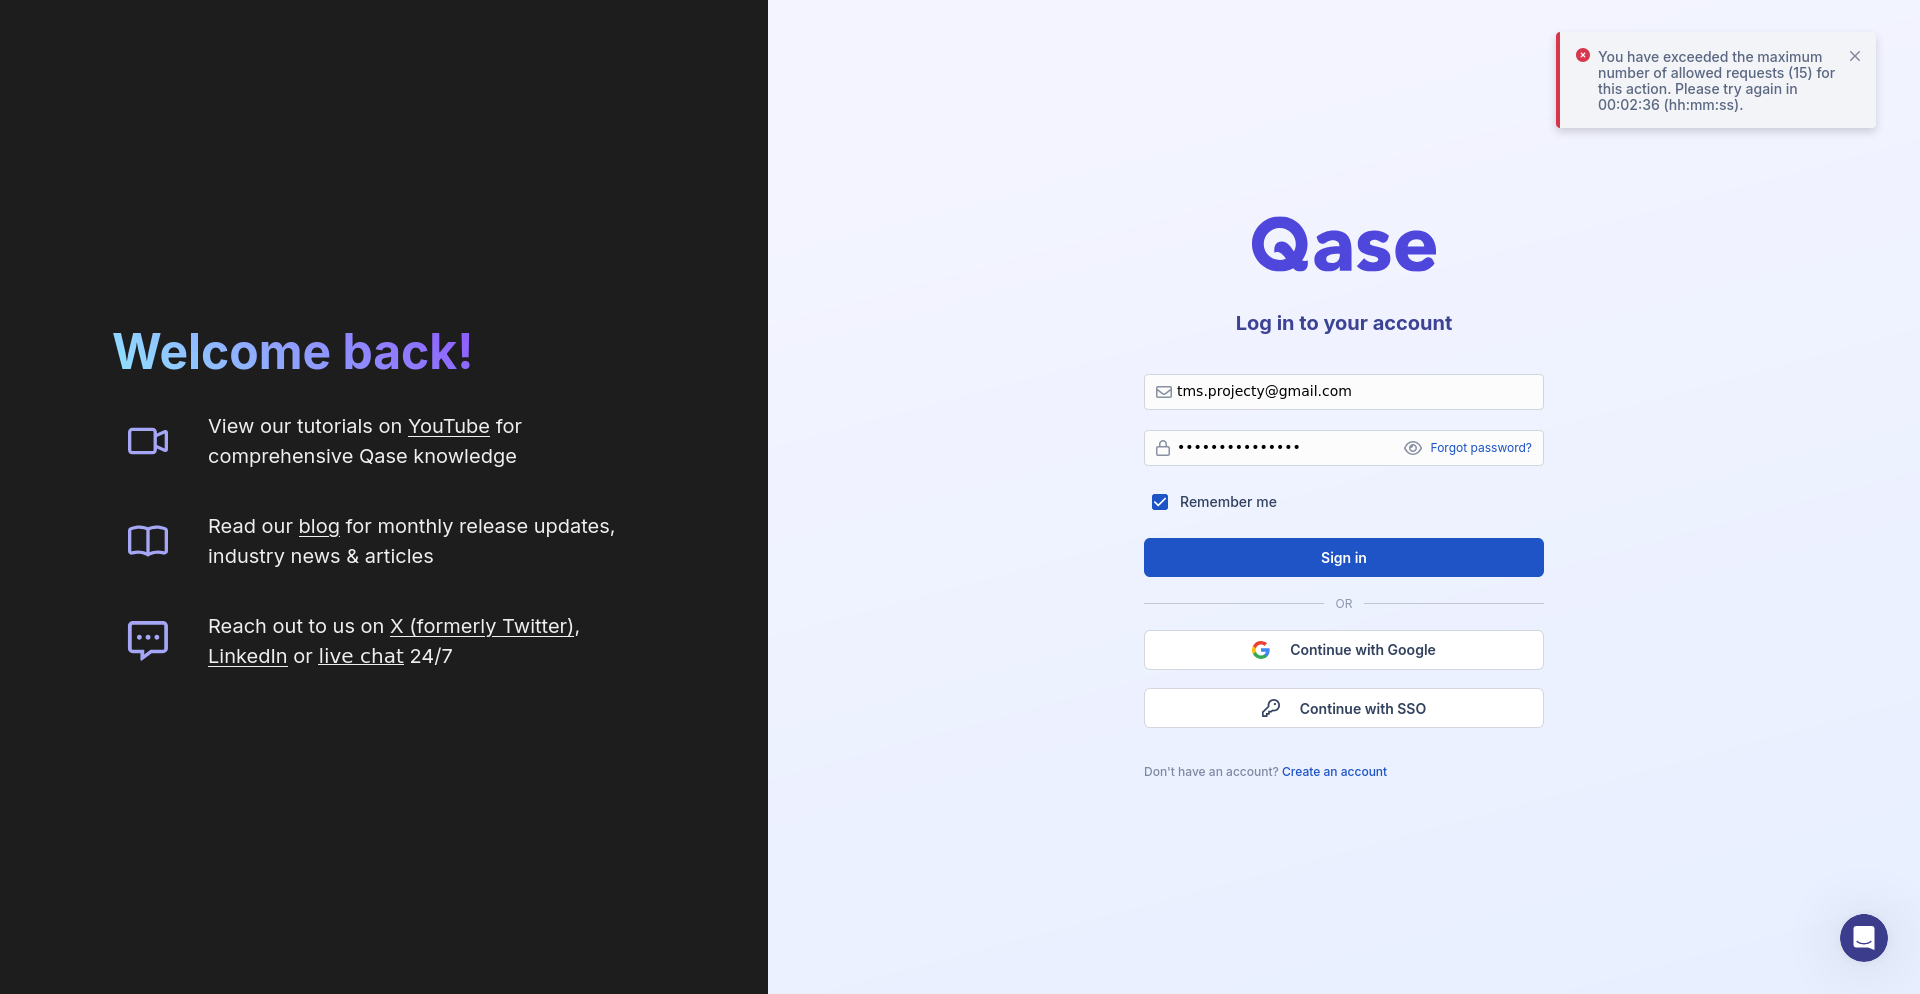 Welcome back!
View our tutorials on YouTube for
comprehensive Qase knowledge
Read our blog for monthly release updates,
industry news & articles
Reach out to us on X (formerly Twitter),
LinkedIn or live chat 24/7
You have exceeded the maximum
number of allowed requests (15) for
this action. Please try again in
00:02:36 (hh:mm:ss).
Qase
Log in to your account
tms.projecty@gmail.com
•••••••••••••••
Forgot password?
Remember me
Sign in
OR
Continue with Google
Continue with SSO
Don't have an account? Create an account